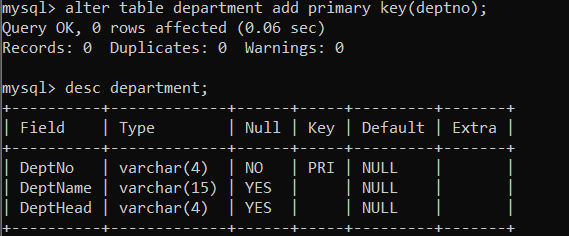 mysql> alter table department add primary key(deptno);
Query OK, 0 rows affected (0.06 sec)
Records: 0  Duplicates: 0  Warnings: 0
mysql> desc department;
+----------+-------------+------+-----+---------+-------+
| Field    | Type        | Null | Key | Default | Extra |
+----------+-------------+------+-----+---------+-------+
| DeptNo   | varchar(4)  | NO   | PRI | NULL    |       |
| DeptName | varchar(15) | YES  |     | NULL    |       |
| DeptHead | varchar(4)  | YES  |     | NULL    |       |
+----------+-------------+------+-----+---------+-------+